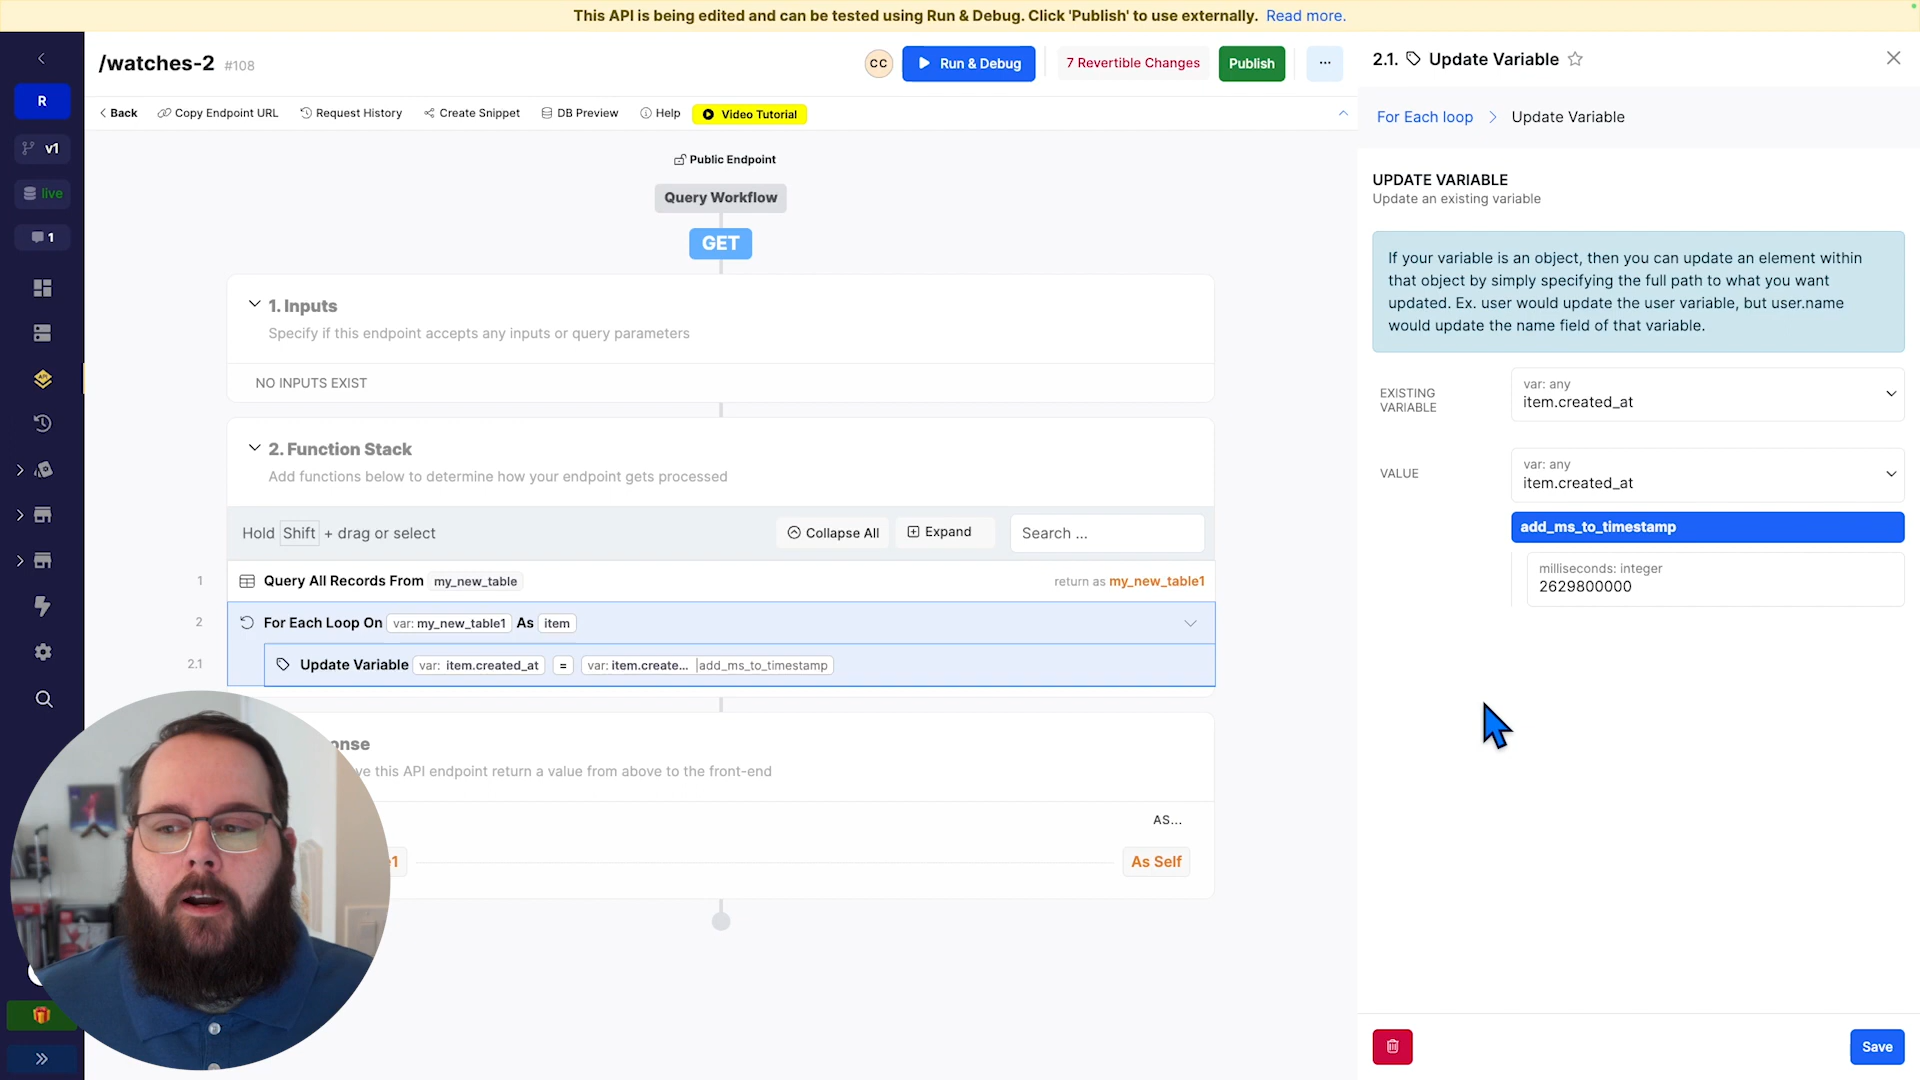 This API is being edited and can be tested using Run & Debug. Click 'Publish' to use externally. Read more.
R
v1
live
1
/watches-2 #108
CC
Run & Debug
7 Revertible Changes
Publish
...
Back
Copy Endpoint URL
Request History
Create Snippet
DB Preview
Help
Video Tutorial
Public Endpoint
Query Workflow
GET
1. Inputs
Specify if this endpoint accepts any inputs or query parameters
NO INPUTS EXIST
2. Function Stack
Add functions below to determine how your endpoint gets processed
Hold Shift + drag or select
Collapse All
Expand
Search ...
1 Query All Records From my_new_table return as my_new_table1
2 For Each Loop On var: my_new_table1 As item
2.1 Update Variable var: item.created_at = var: item.create... |add_ms_to_timestamp
onse
ve this API endpoint return a value from above to the front-end
AS...
1
As Self
2.1. Update Variable
For Each loop > Update Variable
UPDATE VARIABLE
Update an existing variable
If your variable is an object, then you can update an element within
that object by simply specifying the full path to what you want
updated. Ex. user would update the user variable, but user.name
would update the name field of that variable.
EXISTING
VARIABLE
var: any
item.created_at
VALUE
var: any
item.created_at
add_ms_to_timestamp
milliseconds: integer
2629800000
Save